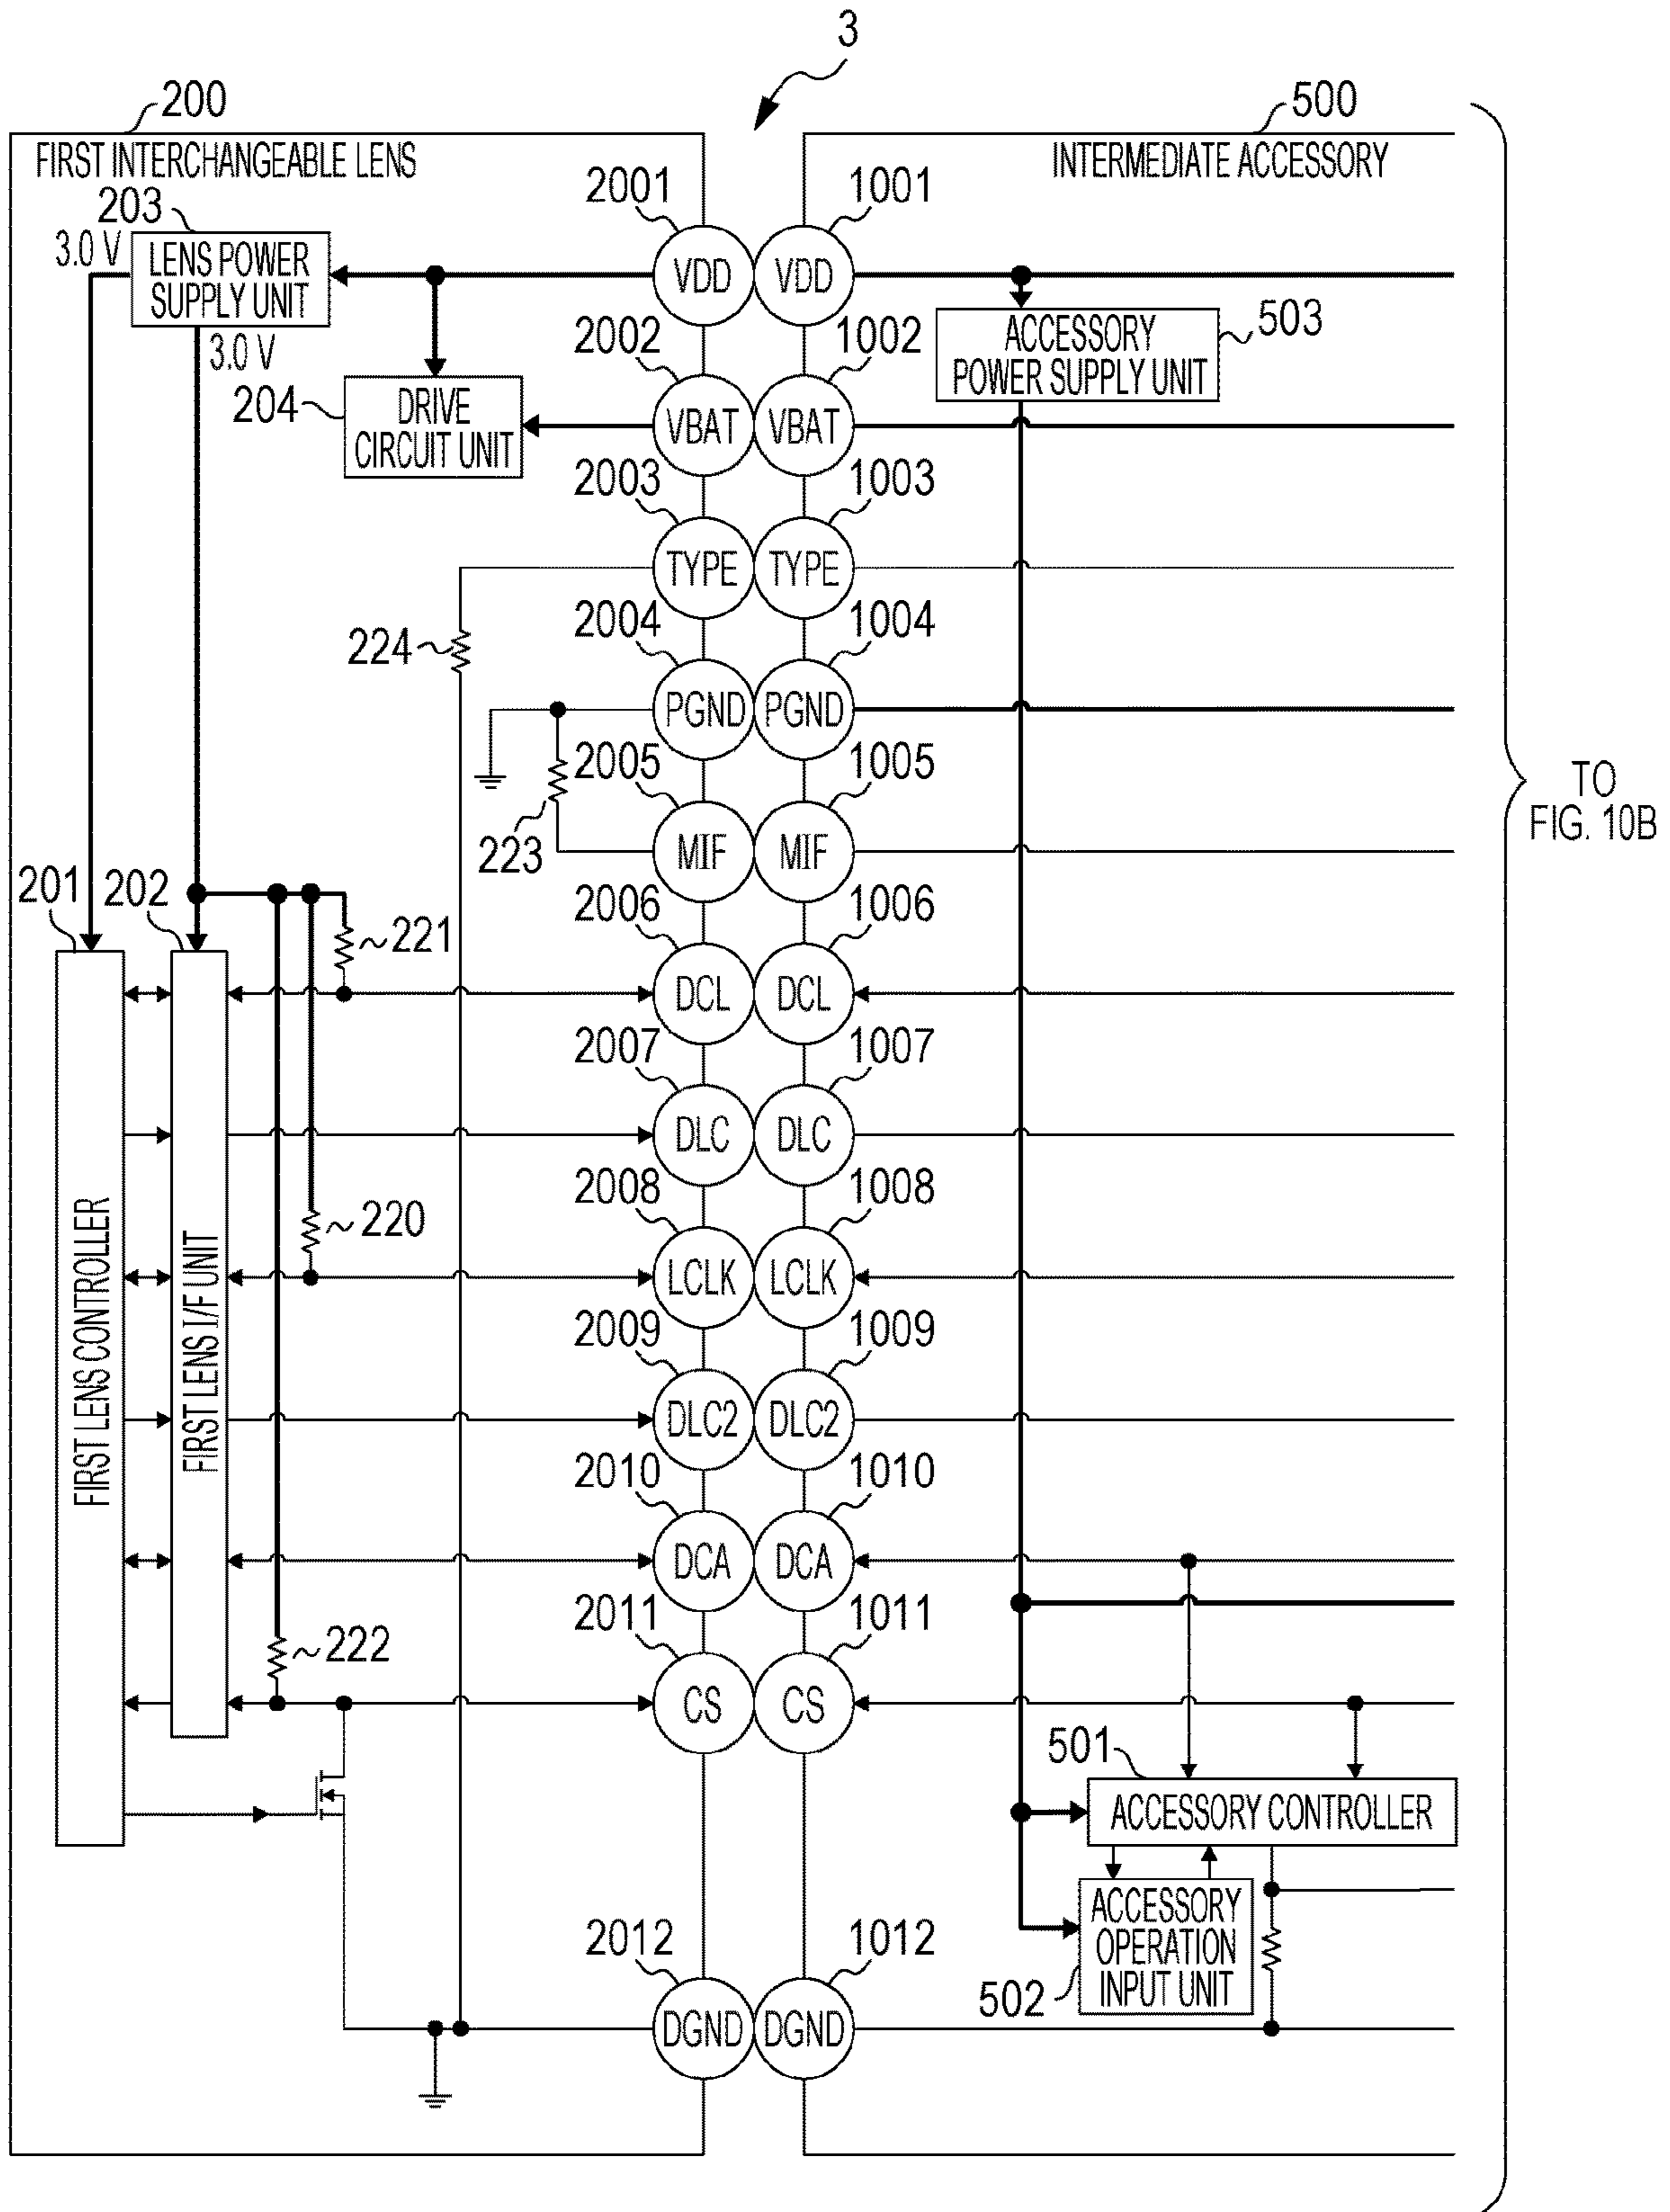 3
200
500
FIRST INTERCHANGEABLE LENS
INTERMEDIATE ACCESSORY
203
2001
1001
3.0 V
LENS POWER
SUPPLY UNIT
VDD
VDD
3.0 V
2002
1002
ACCESSORY
POWER SUPPLY UNIT
503
204
DRIVE
CIRCUIT UNIT
VBAT
VBAT
2003
1003
TYPE
TYPE
224
2004
1004
PGND
PGND
2005
1005
223
MIF
MIF
TO
FIG. 10B
201
202
221
2006
1006
DCL
DCL
2007
1007
DLC
DLC
220
2008
1008
LCLK
LCLK
FIRST LENS CONTROLLER
FIRST LENS I/F UNIT
2009
1009
DLC2
DLC2
2010
1010
DCA
DCA
222
2011
1011
CS
CS
501
ACCESSORY CONTROLLER
2012
1012
502
ACCESSORY
OPERATION
INPUT UNIT
DGND
DGND